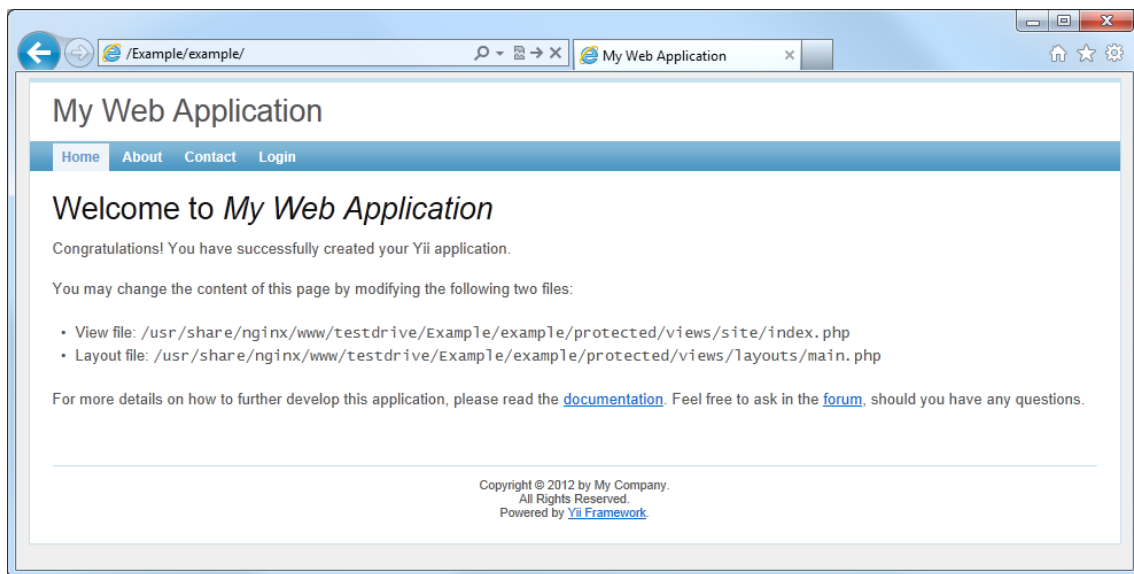 /Example/example/
My Web Application
My Web Application
Home About Contact Login
Welcome to My Web Application
Congratulations! You have successfully created your Yii application.
You may change the content of this page by modifying the following two files:
• View file: /usr/share/nginx/www/testdrive/Example/example/protected/views/site/index.php
• Layout file: /usr/share/nginx/www/testdrive/Example/example/protected/views/layouts/main.php
For more details on how to further develop this application, please read the documentation. Feel free to ask in the forum, should you have any questions.
Copyright © 2012 by My Company.
All Rights Reserved.
Powered by Yii Framework.